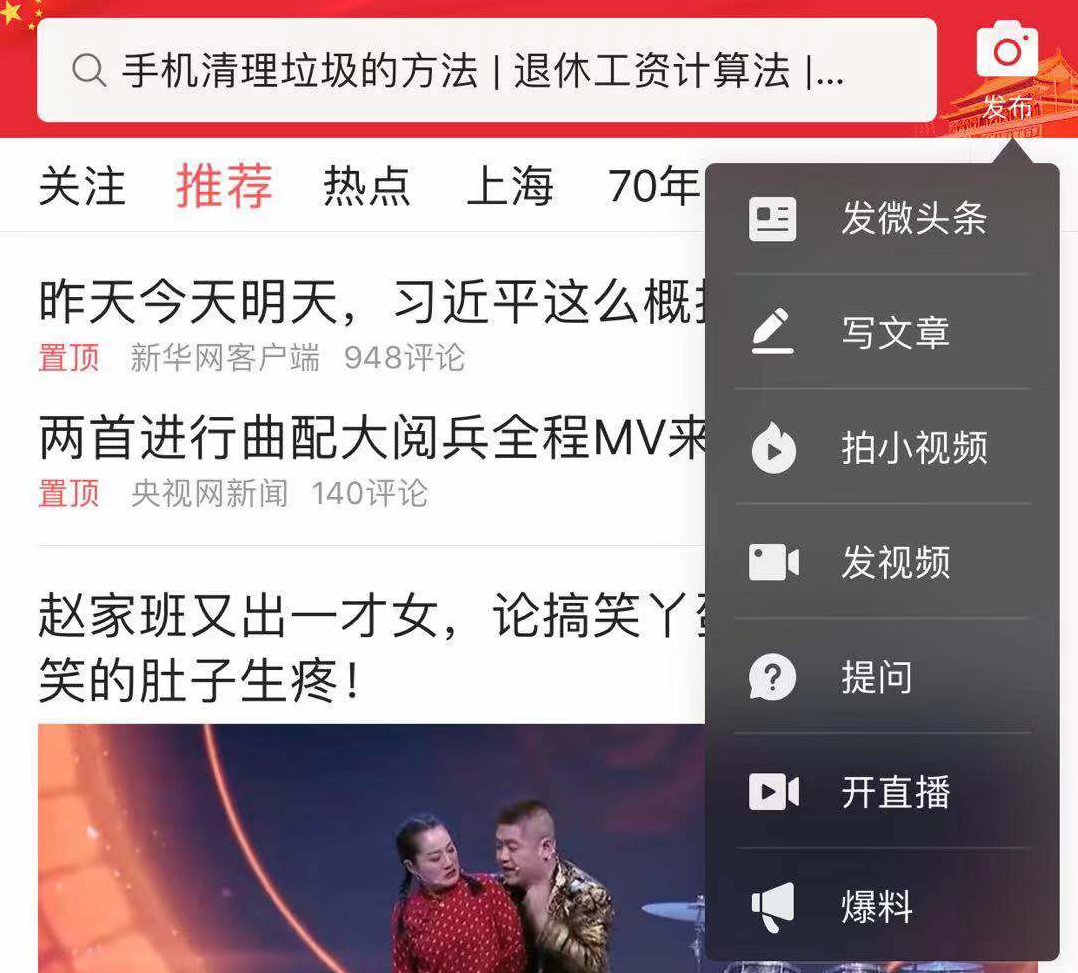 手机清理垃圾的方法 | 退休工资计算法 |...
发布
关注 推荐 热点 上海 70年
昨天今天明天，习近平这么概
置顶 新华网客户端 948评论
两首进行曲配大阅兵全程MV来
置顶 央视网新闻 140评论
赵家班又出一才女，论搞笑丫
笑的肚子生疼！
发微头条
写文章
拍小视频
发视频
提问
开直播
爆料